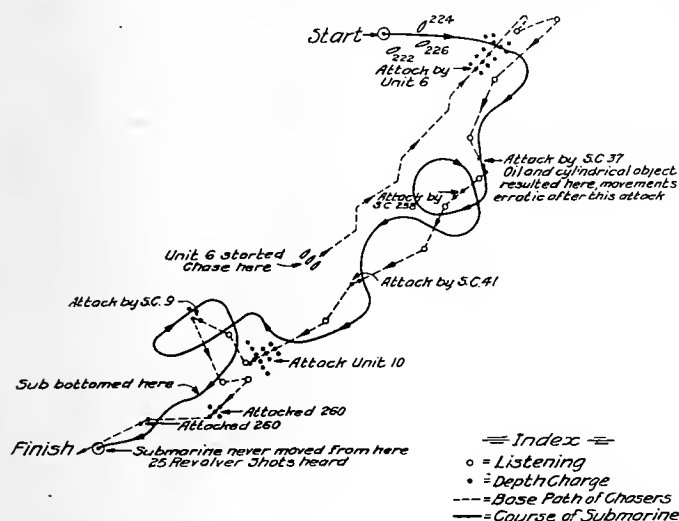 Start
224
222
226
Attack by
Unit 6
Attack by S.C 37
Oil and cylindrical object
resulted here, movements
erratic after this attack
Attack by
S C 258
Unit 6 started
Chase here
Attack by S.C. 41
Attack by S.C. 9
Attack Unit 10
Sub bottomed here
Attacked 260
Attacked 260
Finish
Submarine never moved from here
25 Revolver Shots heard
Index
= Listening
= Depth Charge
= Base Path of Chasers
= Course of Submarine